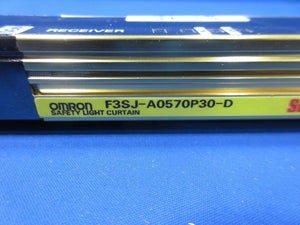 RECEIVER
OMRON F3SJ-A0570P30-D
SAFETY LIGHT CURTAIN